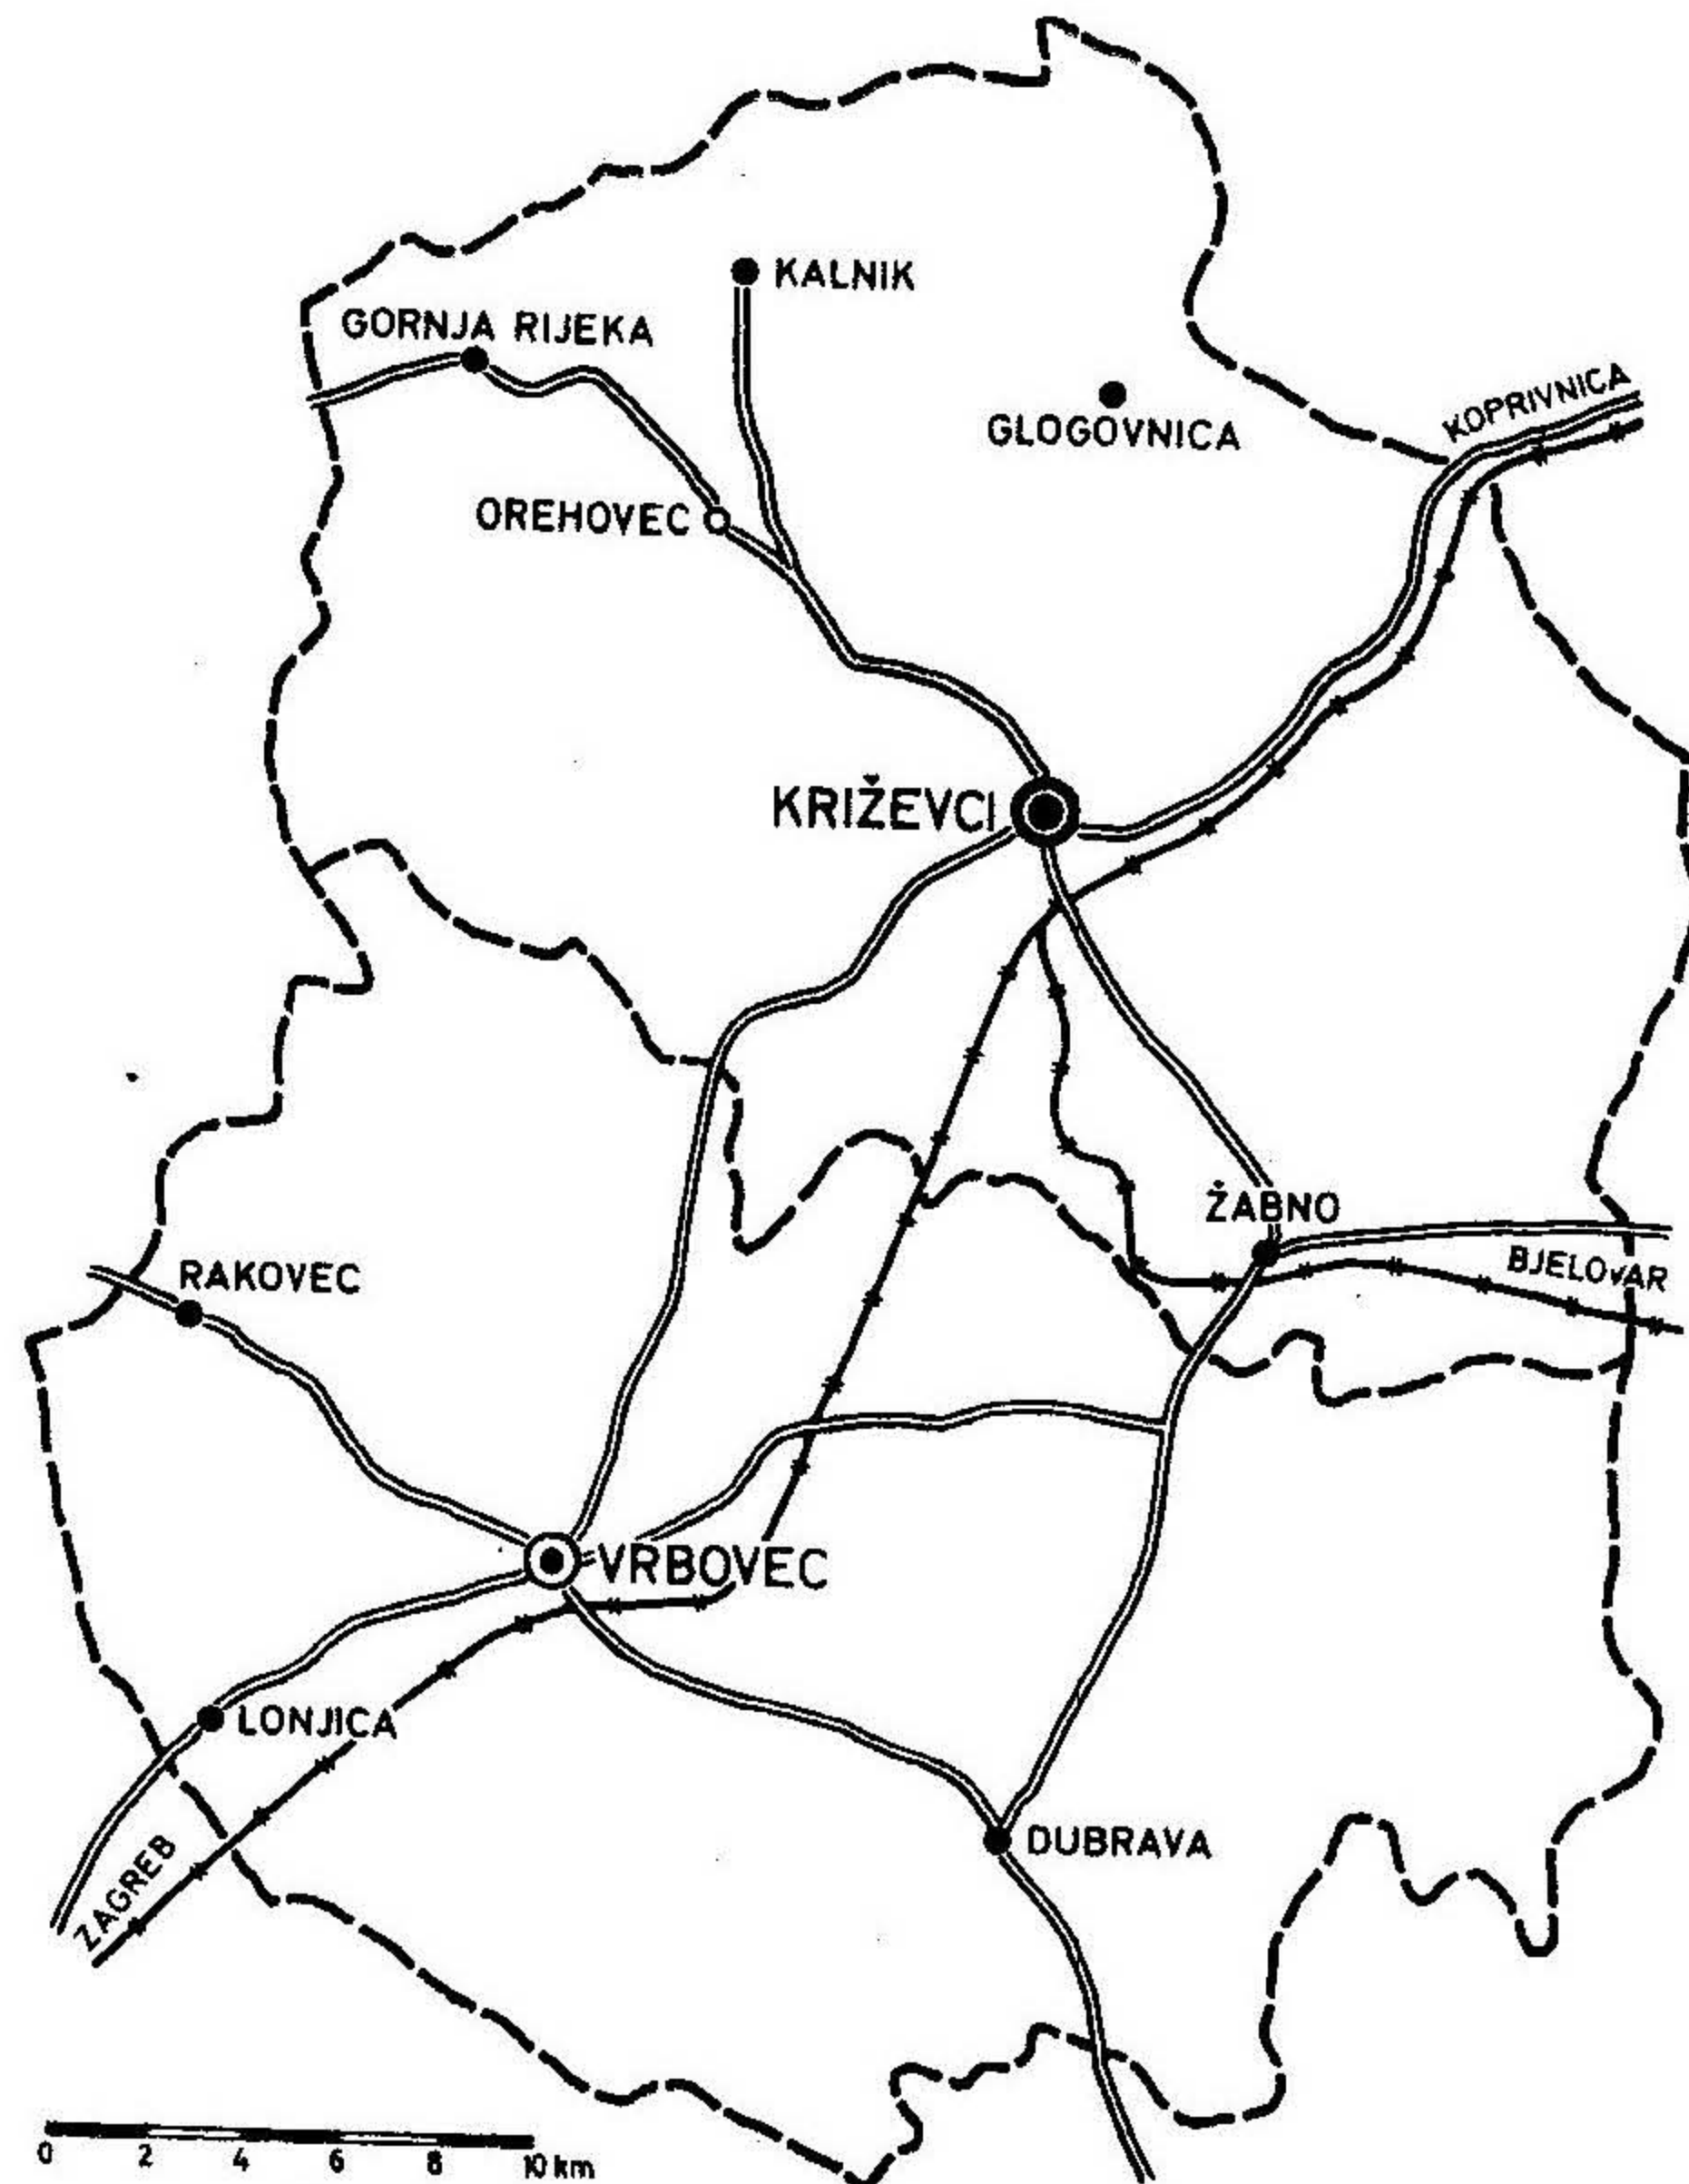 KALNIK
GORNJA RIJEKA
KOPRIVNICA
GLOGOVNICA
OREHOVEC
KRIŽEVCI
ŽABNO
BJELOVAR
RAKOVEC
VRBOVEC
LONJICA
DUBRAVA
ZAGREB
0 2 4 6 8 10 km